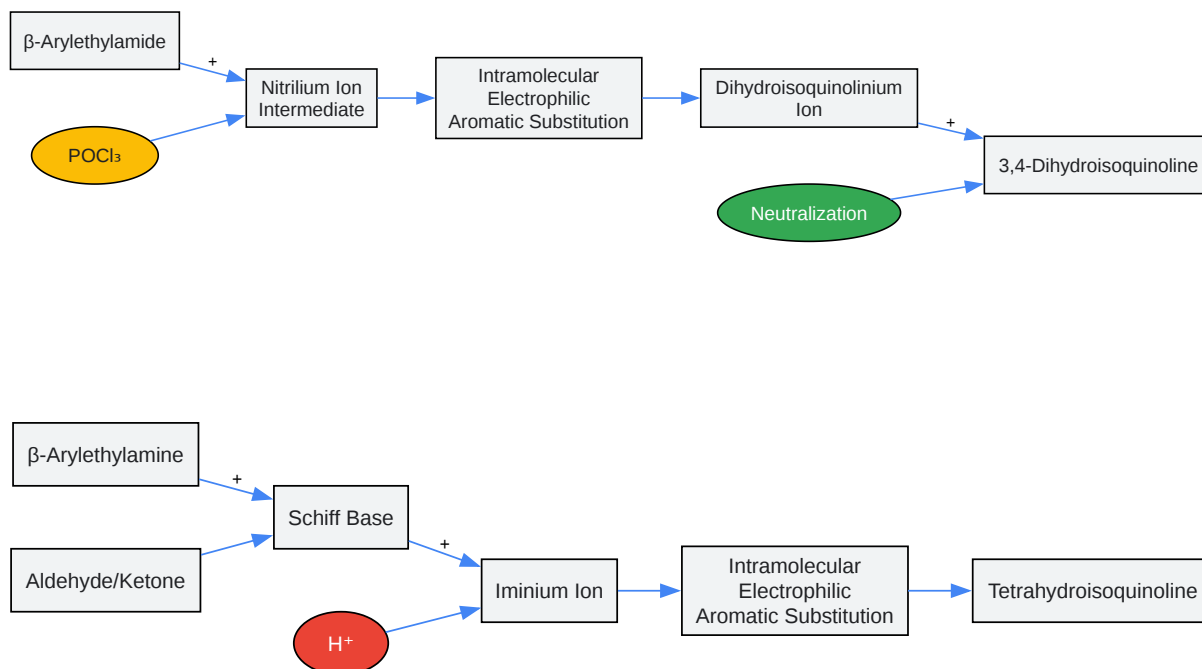 β-Arylethylamide
+
Nitrilium Ion
Intermediate
POCl₃
Intramolecular
Electrophilic
Aromatic Substitution
Dihydroisoquinolinium
Ion
+
Neutralization
3,4-Dihydroisoquinoline
β-Arylethylamine
+
Aldehyde/Ketone
Schiff Base
+
H⁺
Iminium Ion
Intramolecular
Electrophilic
Aromatic Substitution
Tetrahydroisoquinoline